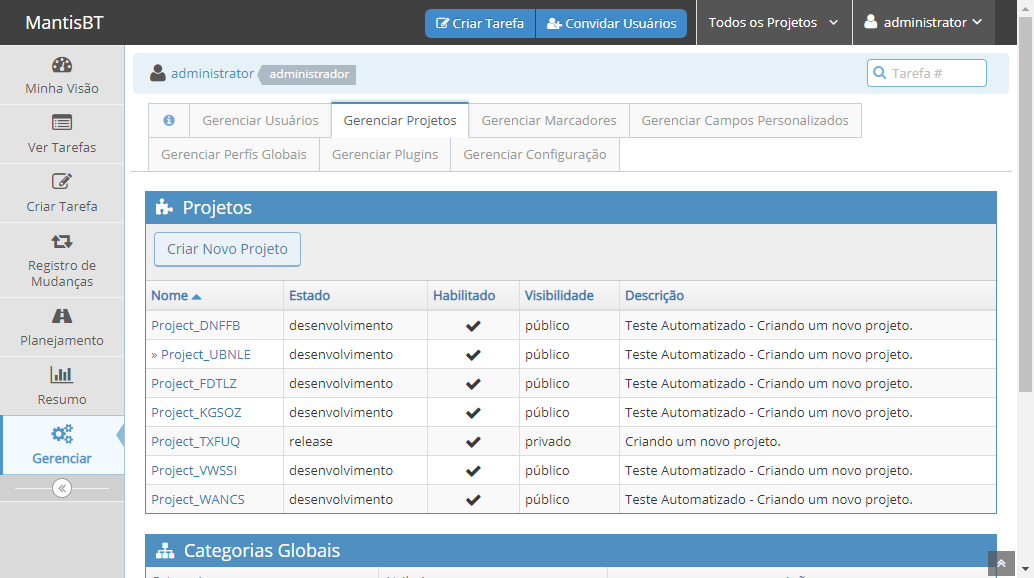 MantisBT
Criar Tarefa
Convidar Usuários
Todos os Projetos
administrator
Minha Visão
Ver Tarefas
Criar Tarefa
Registro de
Mudanças
Planejamento
Resumo
Gerenciar
administrator administrador
Tarefa #
Gerenciar Usuários Gerenciar Projetos Gerenciar Marcadores Gerenciar Campos Personalizados
Gerenciar Perfís Globais Gerenciar Plugins Gerenciar Configuração
Projetos
Criar Novo Projeto
Nome Estado Habilitado Visibilidade Descrição
Project_DNFFB desenvolvimento ✔ público Teste Automatizado - Criando um novo projeto.
» Project_UBNLE desenvolvimento ✔ público Teste Automatizado - Criando um novo projeto.
Project_FDTLZ desenvolvimento ✔ público Teste Automatizado - Criando um novo projeto.
Project_KGSOZ desenvolvimento ✔ público Teste Automatizado - Criando um novo projeto.
Project_TXFUQ release ✔ privado Criando um novo projeto.
Project_VWSSI desenvolvimento ✔ público Teste Automatizado - Criando um novo projeto.
Project_WANCS desenvolvimento ✔ público Teste Automatizado - Criando um novo projeto.
Categorias Globais